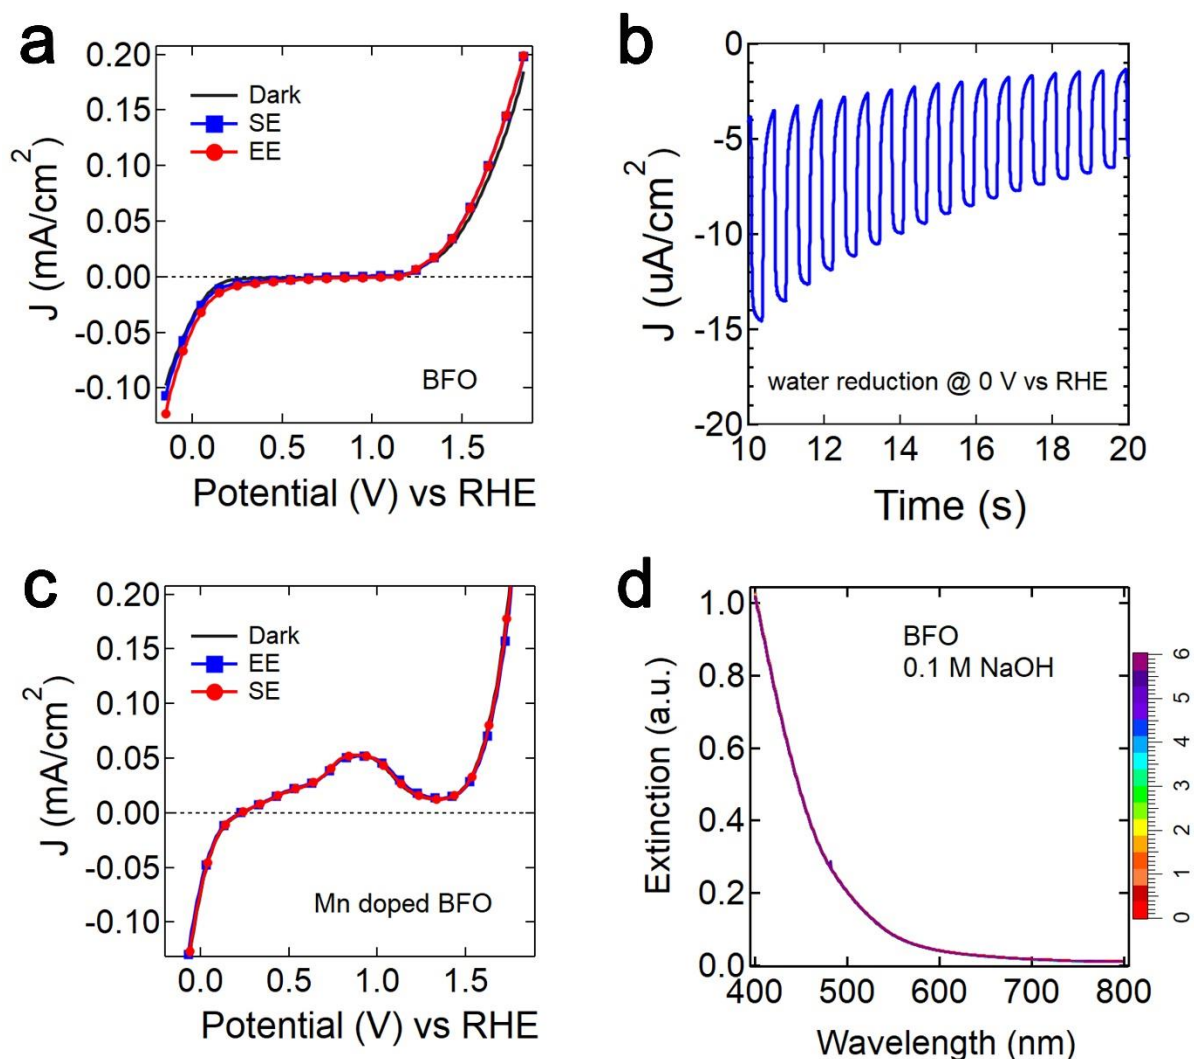 a
0.20
0.15
0.10
0.05
0.00
-0.05
-0.10
J (mA/cm2)
Dark
SE
EE
BFO
0.0 0.5 1.0 1.5
Potential (V) vs RHE
b
0
-5
-10
-15
-20
J (uA/cm2)
water reduction @ 0 V vs RHE
10 12 14 16 18 20
Time (s)
c
0.20
0.15
0.10
0.05
0.00
-0.05
-0.10
J (mA/cm2)
Dark
EE
SE
Mn doped BFO
0.0 0.5 1.0 1.5
Potential (V) vs RHE
d
1.0
0.8
0.6
0.4
0.2
0.0
Extinction (a.u.)
BFO
0.1 M NaOH
6
5
4
3
2
1
0
400 500 600 700 800
Wavelength (nm)